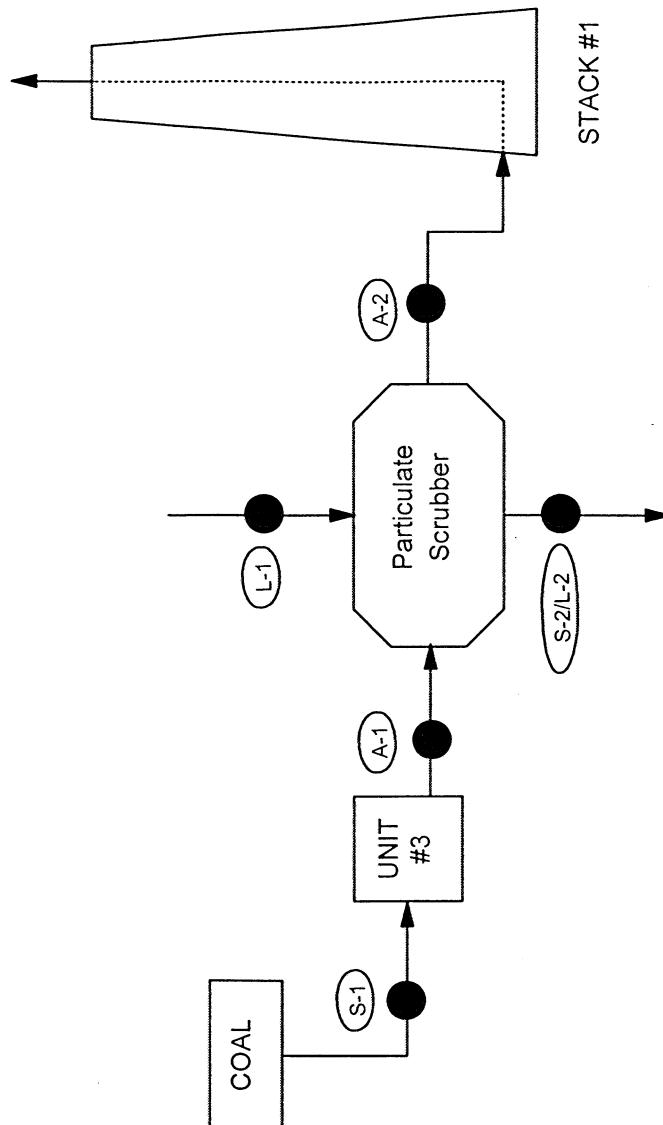 COAL
S-1
UNIT
#3
A-1
L-1
Particulate
Scrubber
S-2/L-2
A-2
STACK #1